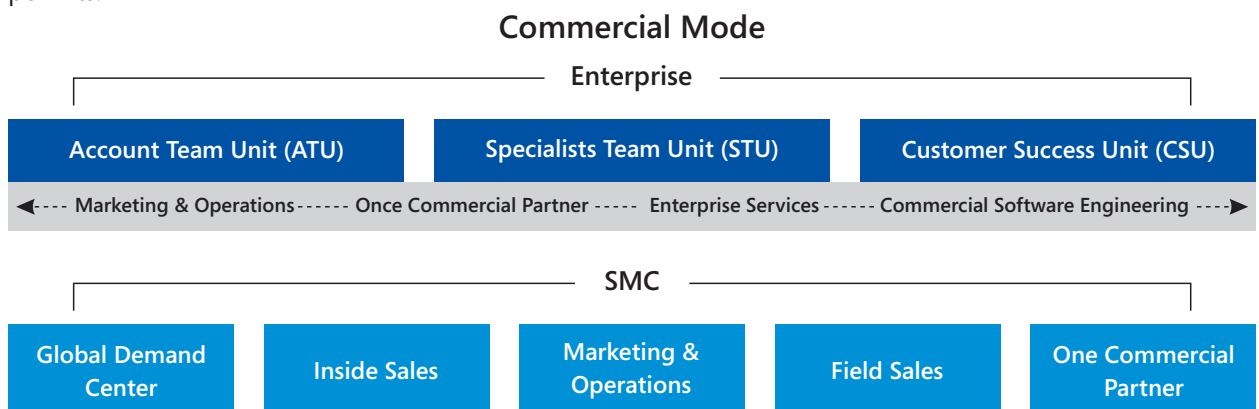 Commercial Mode
Enterprise
Account Team Unit (ATU)
Specialists Team Unit (STU)
Customer Success Unit (CSU)
Marketing & Operations
Once Commercial Partner
Enterprise Services
Commercial Software Engineering
SMC
Global Demand
Center
Inside Sales
Marketing &
Operations
Field Sales
One Commercial
Partner